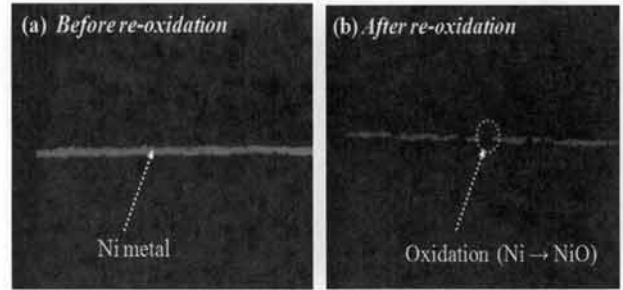 (a) Before re-oxidation
Ni metal
(b) After re-oxidation
Oxidation (Ni → NiO)